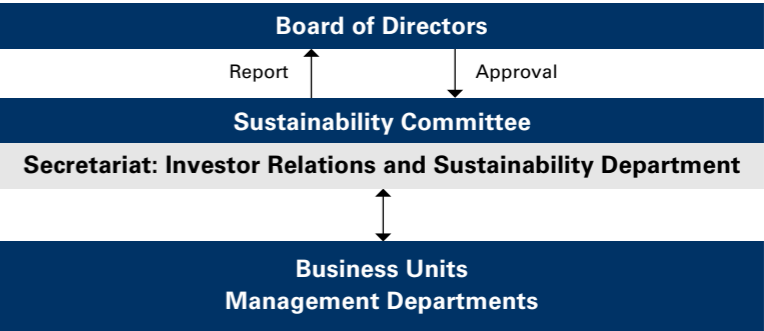 Board of Directors
Report
Approval
Sustainability Committee
Secretariat: Investor Relations and Sustainability Department
Business Units
Management Departments